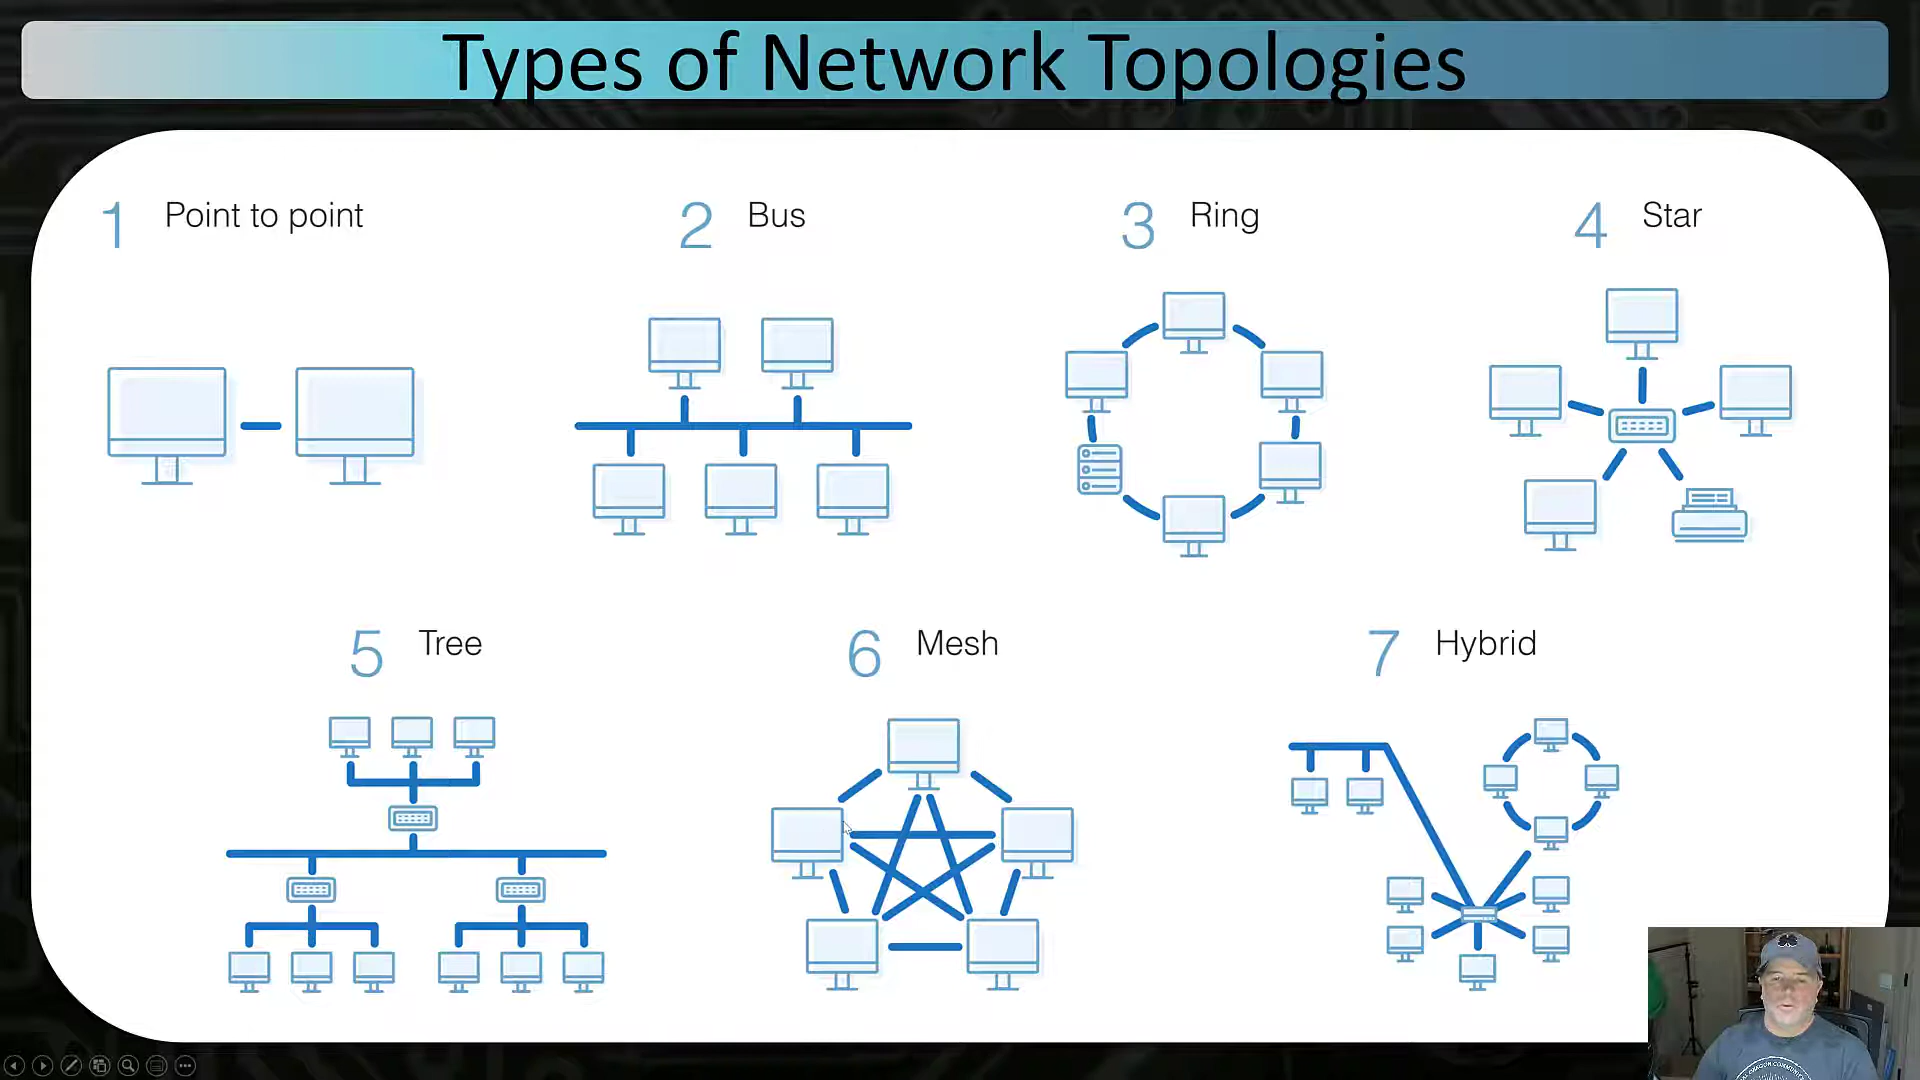 Types of Network Topologies
1 Point to point
2 Bus
3 Ring
4 Star
5 Tree
6 Mesh
7 Hybrid